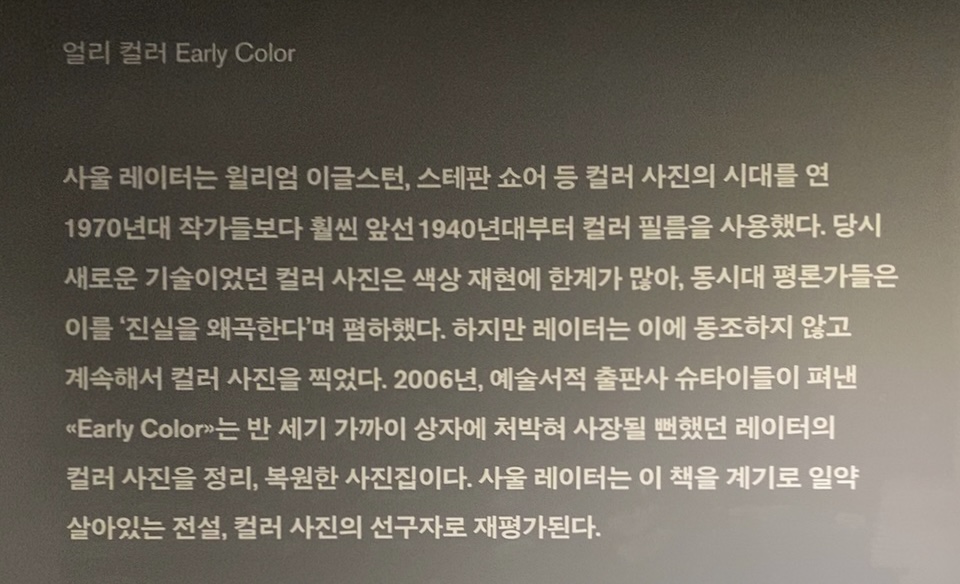 얼리 컬러 Early Color
사울 레이터는 윌리엄 이글스턴, 스테판 쇼어 등 컬러 사진의 시대를 연
1970년대 작가들보다 훨씬 앞선 1940년대부터 컬러 필름을 사용했다. 당시
새로운 기술이었던 컬러 사진은 색상 재현에 한계가 많아, 동시대 평론가들은
이를 ‘진실을 왜곡한다’며 폄하했다. 하지만 레이터는 이에 동조하지 않고
계속해서 컬러 사진을 찍었다. 2006년, 예술서적 출판사 슈타이들이 펴낸
«Early Color»는 반 세기 가까이 상자에 처박혀 사장될 뻔했던 레이터의
컬러 사진을 정리, 복원한 사진집이다. 사울 레이터는 이 책을 계기로 일약
살아있는 전설, 컬러 사진의 선구자로 재평가된다.